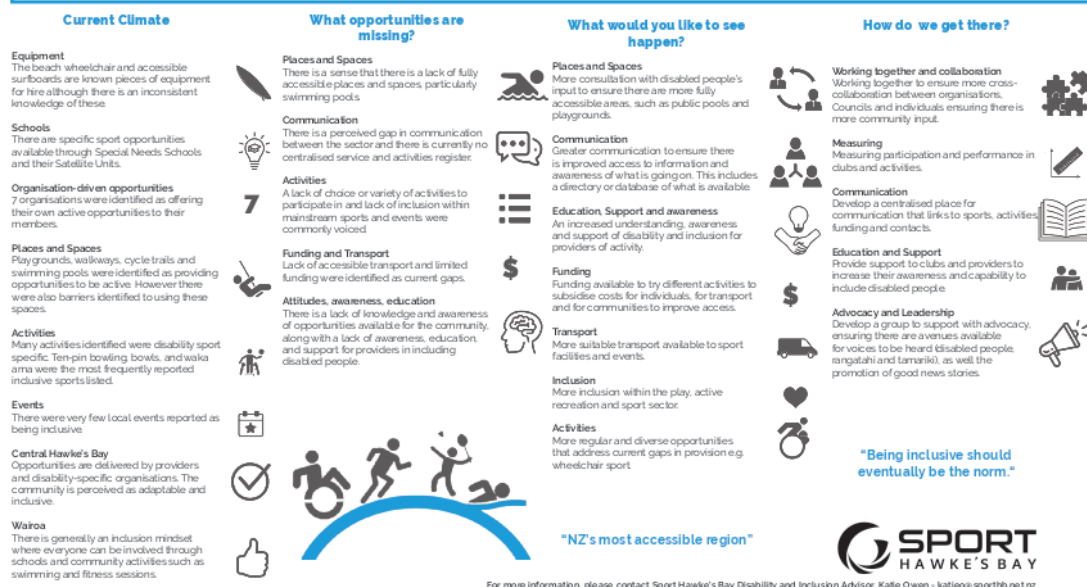 Current Climate
Equipment
The beach wheelchair and accessible
surfboards are known pieces of equipment
for hire although there is an inconsistent
knowledge of these.
Schools
There are specific sport opportunities
available through Special Needs Schools
and their Satellite Units.
Organisation-driven opportunities
7 organisations were identified as offering
their own active opportunities to their
members.
7
Places and Spaces
Playgrounds, walkways, cycle trails and
swimming pools were identified as providing
opportunities to be active. However there
were also barriers identified to using these
spaces.
Activities
Many activities identified were disability sport
specific. Ten-pin bowling, bowls, and waka
ama were the most frequently reported
inclusive sports listed.
Events
There were very few local events reported as
being inclusive.
Central Hawke's Bay
Opportunities are delivered by providers
and disability-specific organisations. The
community is perceived as adaptable and
inclusive.
Wairoa
There is generally an inclusion mindset
where everyone can be involved through
schools and community activities such as
swimming and fitness sessions.
What opportunities are
missing?
Places and Spaces
There is a sense that there is a lack of fully
accessible places and spaces, particularly
swimming pools.
Communication
There is a perceived gap in communication
between the sector and there is currently no
centralised service and activities register.
Activities
A lack of choice or variety of activities to
participate in and lack of inclusion within
mainstream sports and events were
commonly voiced.
Funding and Transport
Lack of accessible transport and limited
funding were identified as current gaps.
$
Attitudes, awareness, education
There is a lack of knowledge and awareness
of opportunities available for the community,
along with a lack of awareness, education,
and support for providers in including
disabled people.
What would you like to see
happen?
Places and Spaces
More consultation with disabled people's
input to ensure there are more fully
accessible areas, such as public pools and
playgrounds.
Communication
Greater communication to ensure there
is improved access to information and
awareness of what is going on. This includes
a directory or database of what is available.
Education, Support and awareness
An increased understanding, awareness
and support of disability and inclusion for
providers of activity.
Funding
Funding available to try different activities to
subsidise costs for individuals, for transport
and for communities to improve access.
$
Transport
More suitable transport available to sport
facilities and events.
Inclusion
More inclusion within the play, active
recreation and sport sector.
Activities
More regular and diverse opportunities
that address current gaps in provision e.g.
wheelchair sport.
"NZ's most accessible region"
How do we get there?
Working together and collaboration
Working together to ensure more cross-
collaboration between organisations,
Councils and individuals ensuring there is
more community input.
Measuring
Measuring participation and performance in
clubs and activities.
Communication
Develop a centralised place for
communication that links to sports, activities,
funding and contacts.
Education and Support
Provide support to clubs and providers to
increase their awareness and capability to
include disabled people.
Advocacy and Leadership
Develop a group to support with advocacy,
ensuring there are avenues available
for voices to be heard (disabled people,
rangatahi and tamariki), as well the
promotion of good news stories.
"Being inclusive should
eventually be the norm."
SPORT
HAWKE'S BAY
For more information, please contact Sport Hawke's Bay Disability and Inclusion Advisor, Katie Owen - katieo@sporthb.net.nz